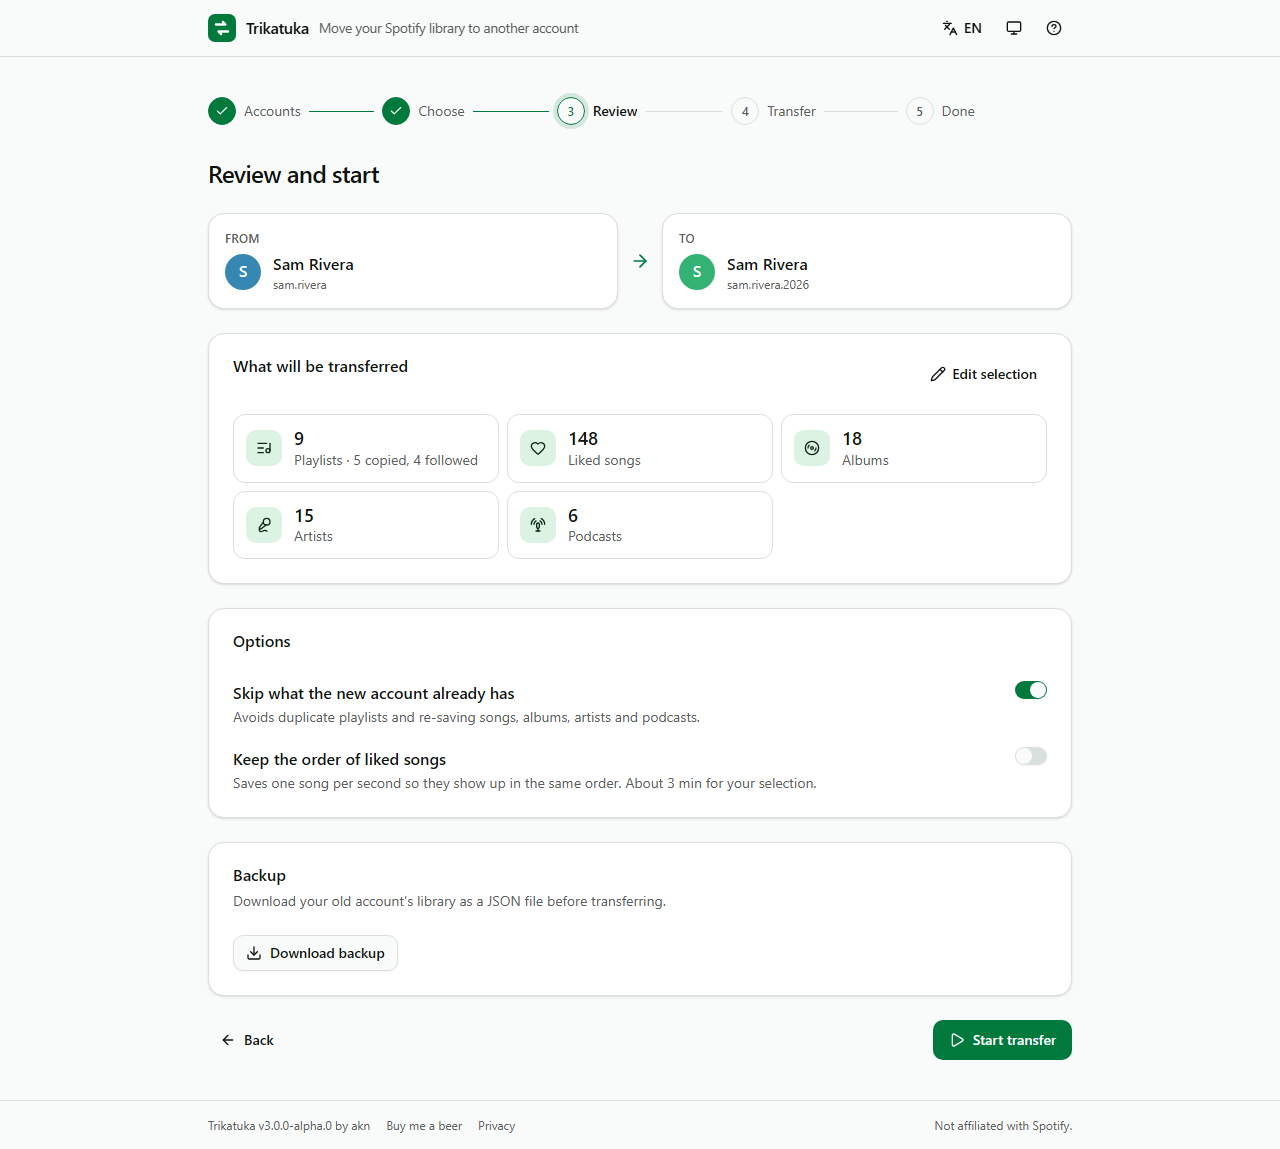 Trikatuka Move your Spotify library to another account EN
Accounts Choose 3 Review 4 Transfer 5 Done
Review and start
FROM
S Sam Rivera
sam.rivera
TO
S Sam Rivera
sam.rivera.2026
What will be transferred
Edit selection
9
Playlists · 5 copied, 4 followed
148
Liked songs
18
Albums
15
Artists
6
Podcasts
Options
Skip what the new account already has
Avoids duplicate playlists and re-saving songs, albums, artists and podcasts.
Keep the order of liked songs
Saves one song per second so they show up in the same order. About 3 min for your selection.
Backup
Download your old account's library as a JSON file before transferring.
Download backup
Back
Start transfer
Trikatuka v3.0.0-alpha.0 by akn Buy me a beer Privacy Not affiliated with Spotify.